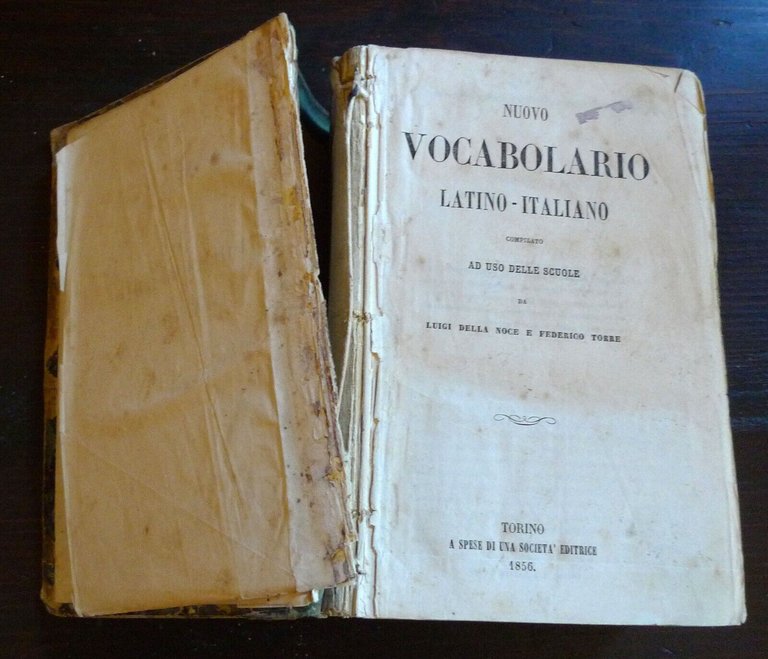 NUOVO
VOCABOLARIO
LATINO - ITALIANO
COMPILATO
AD USO DELLE SCUOLE
DA
LUIGI DELLA NOCE E FEDERICO TORRE
TORINO
A SPESE DI UNA SOCIETA' EDITRICE
1856.